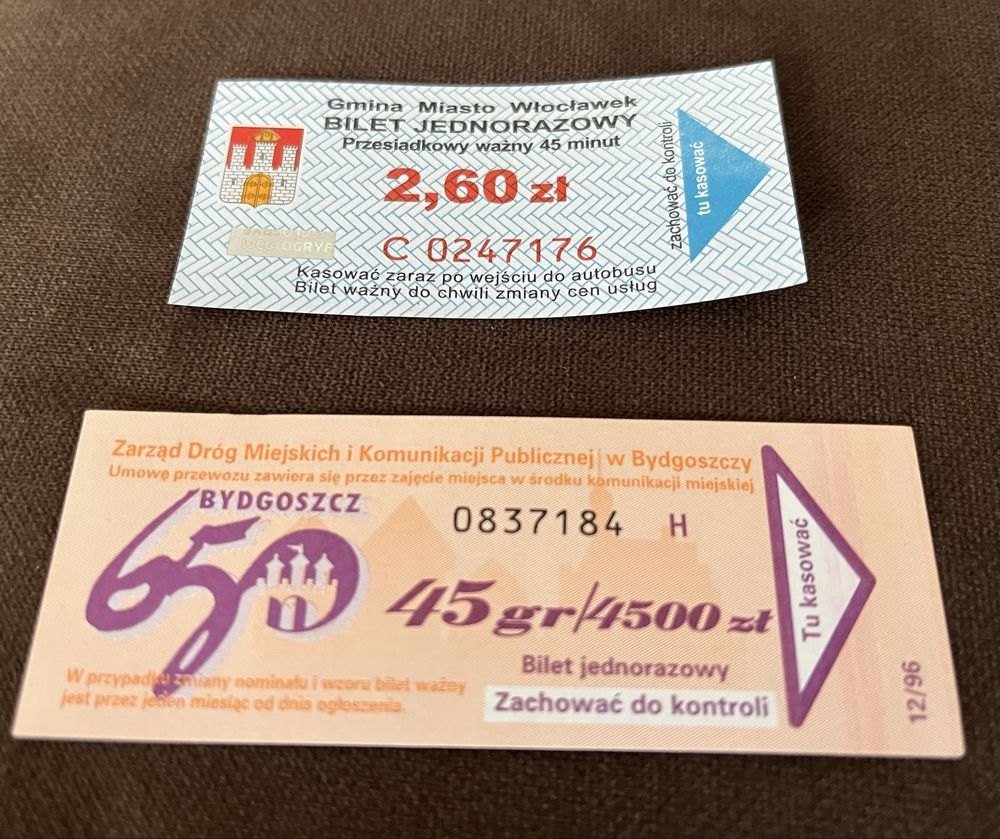 Gmina Miasto Włocławek
BILET JEDNORAZOWY
Przesiadkowy ważny 45 minut
2,60 zł
C 0247176
Kasować zaraz po wejściu do autobusu
Bilet ważny do chwili zmiany cen usług
zachować do kontroli
tu kasować
Zarząd Dróg Miejskich i Komunikacji Publicznej w Bydgoszczy
Umowę przewozu zawiera się przez zajęcie miejsca w środku komunikacji miejskiej
BYDGOSZCZ
650
0837184 H
45 gr/4500 zł
Bilet jednorazowy
Zachować do kontroli
W przypadku zmiany nominału i wzoru bilet ważny
jest przez jeden miesiąc od dnia ogłoszenia.
Tu kasować
12/96